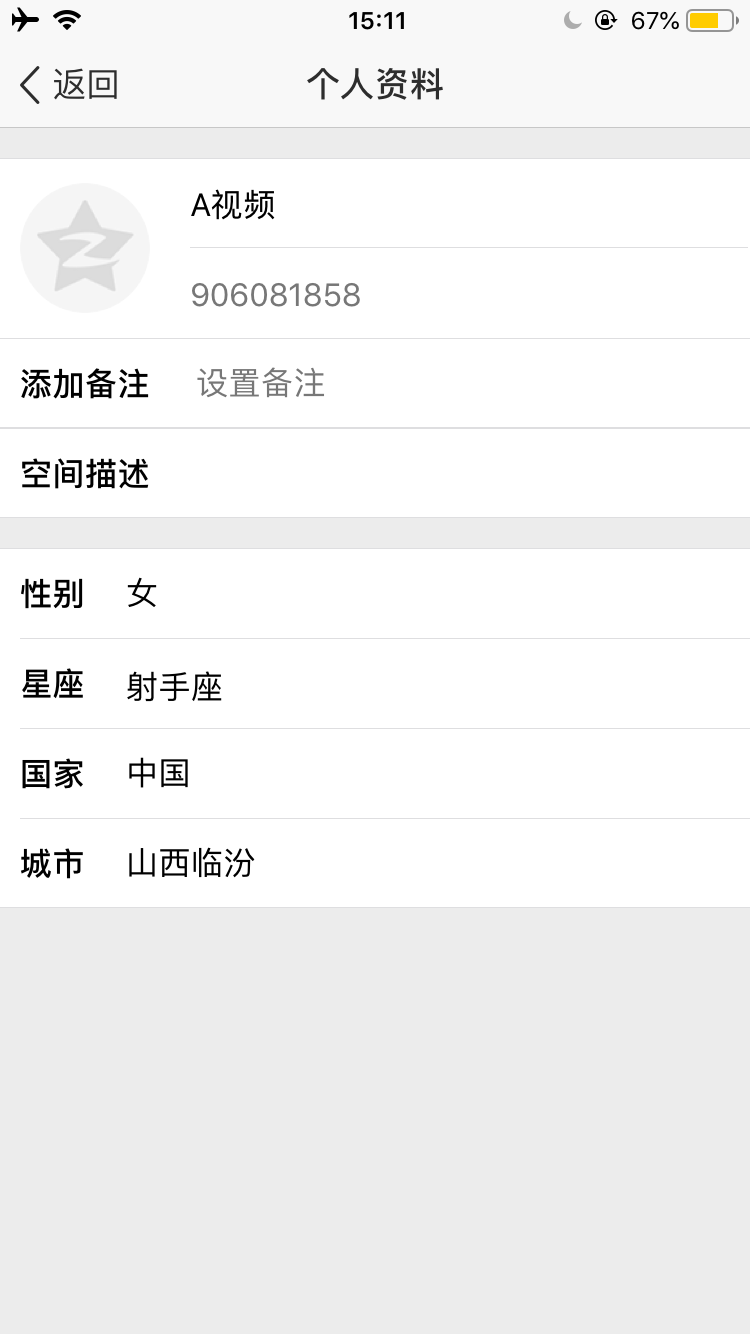 15:11
67%
返回
个人资料
A视频
906081858
添加备注 设置备注
空间描述
性别 女
星座 射手座
国家 中国
城市 山西临汾